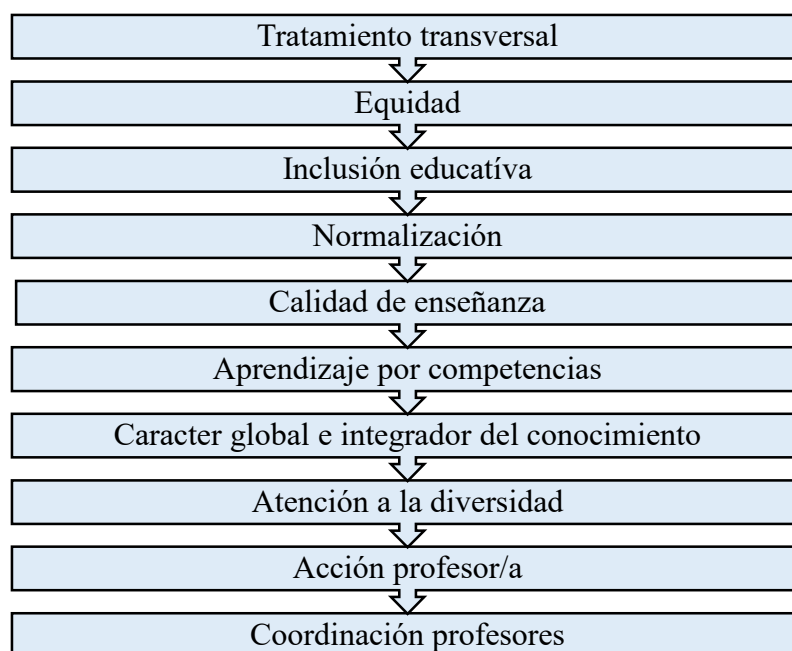 Tratamiento transversal
Equidad
Inclusión educatíva
Normalización
Calidad de enseñanza
Aprendizaje por competencias
Caracter global e integrador del conocimiento
Atención a la diversidad
Acción profesor/a
Coordinación profesores